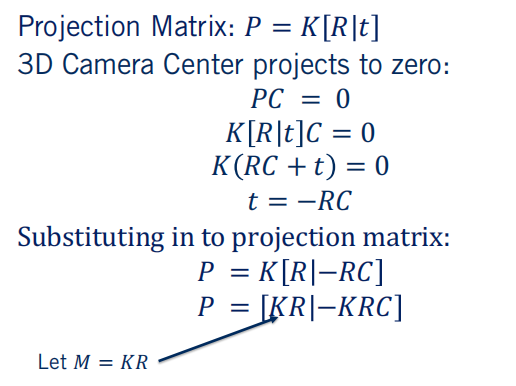 Projection Matrix: P = K[R|t]
3D Camera Center projects to zero:
PC = 0
K[R|t]C = 0
K(RC + t) = 0
t = −RC
Substituting in to projection matrix:
P = K[R|−RC]
P = [KR|−KRC]
Let M = KR